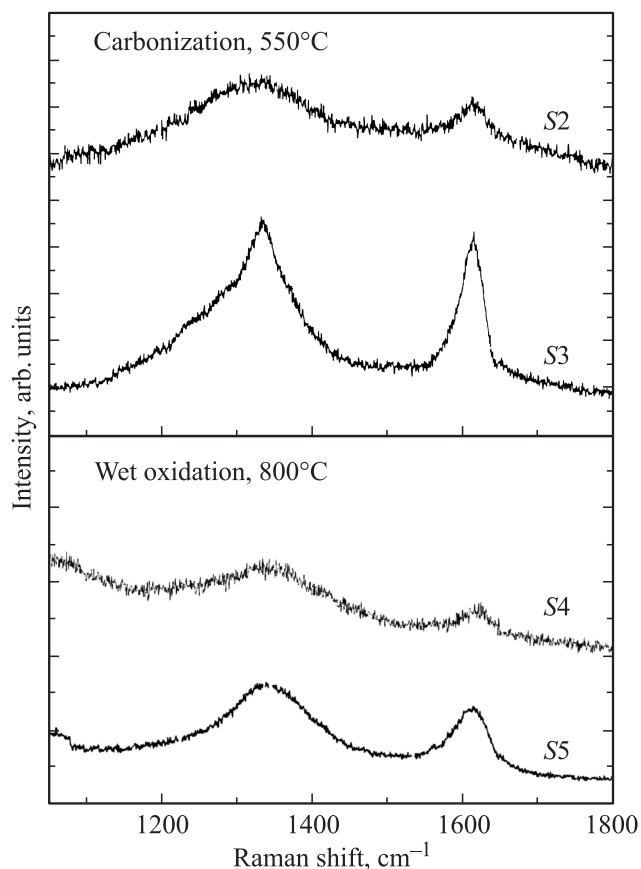 Carbonization, 550°C
S2
S3
Intensity, arb. units
Wet oxidation, 800°C
S4
S5
1200 1400 1600 1800
Raman shift, cm⁻¹